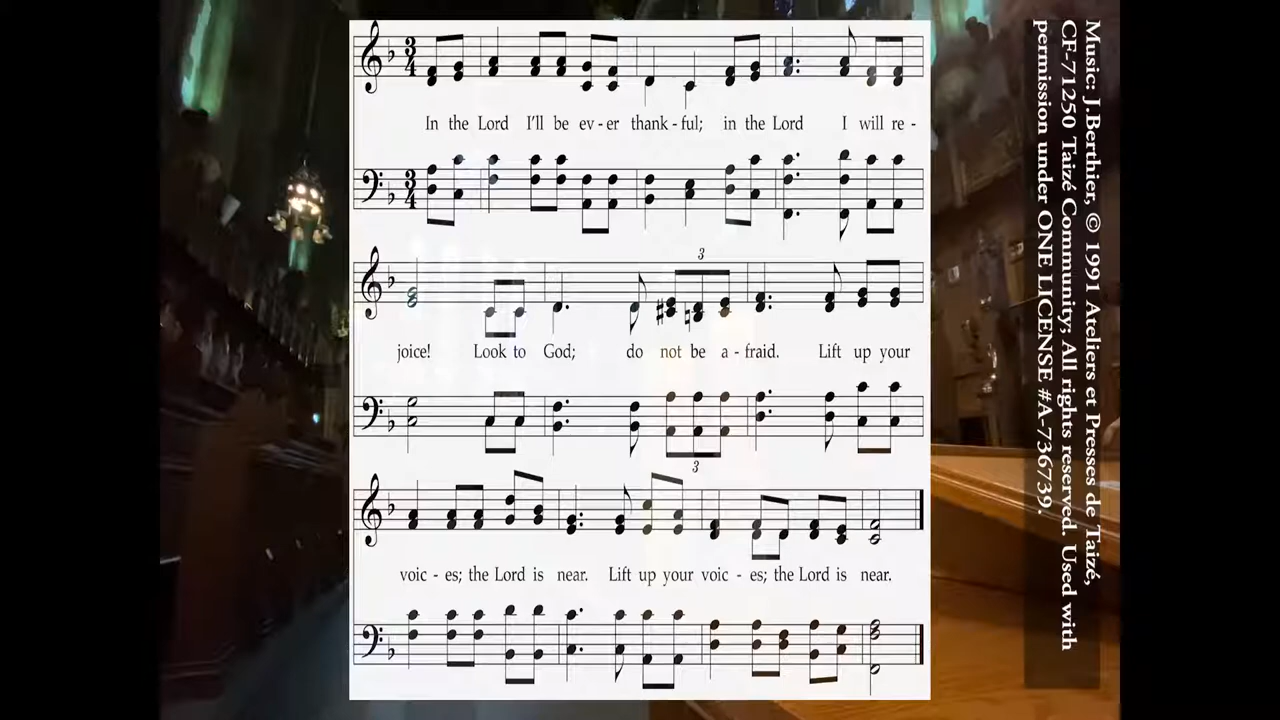 In the Lord I'll be ev - er thank - ful; in the Lord I will re -
3
joice! Look to God; do not be a - fraid. Lift up your
3
voic - es; the Lord is near. Lift up your voic - es; the Lord is near.
Music: J.Berthier, © 1991 Ateliers et Presses de Taizé,
CF-71250 Taizé Community; All rights reserved. Used with
permission under ONE LICENSE #A-736739.